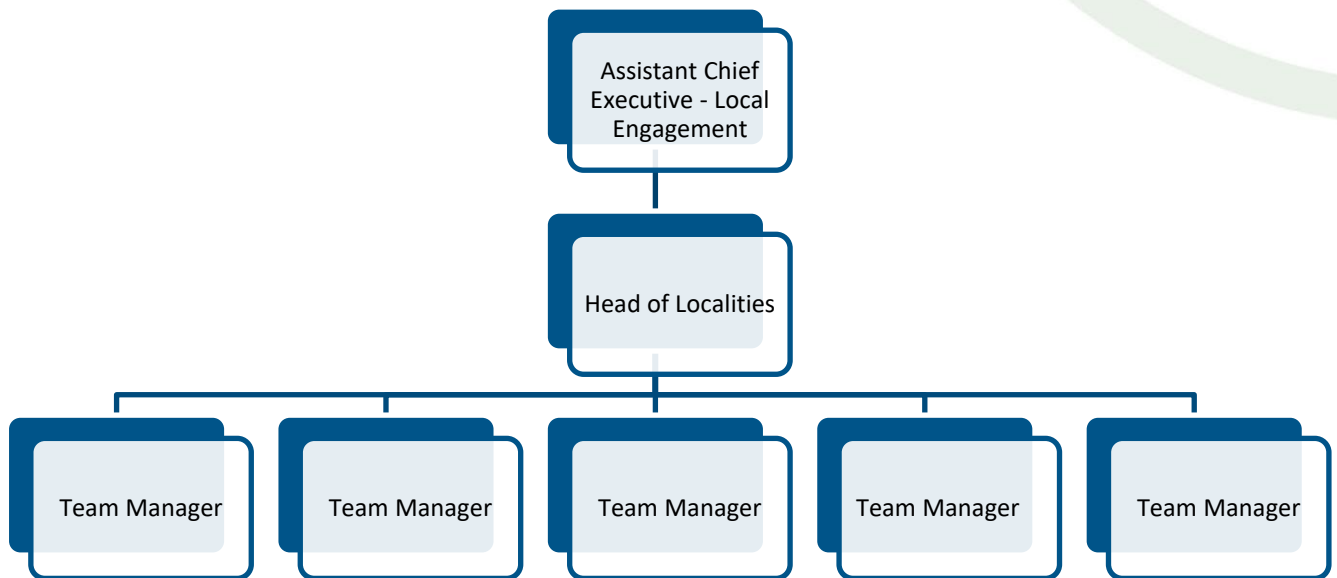 Assistant Chief
Executive - Local
Engagement
Head of Localities
Team Manager
Team Manager
Team Manager
Team Manager
Team Manager